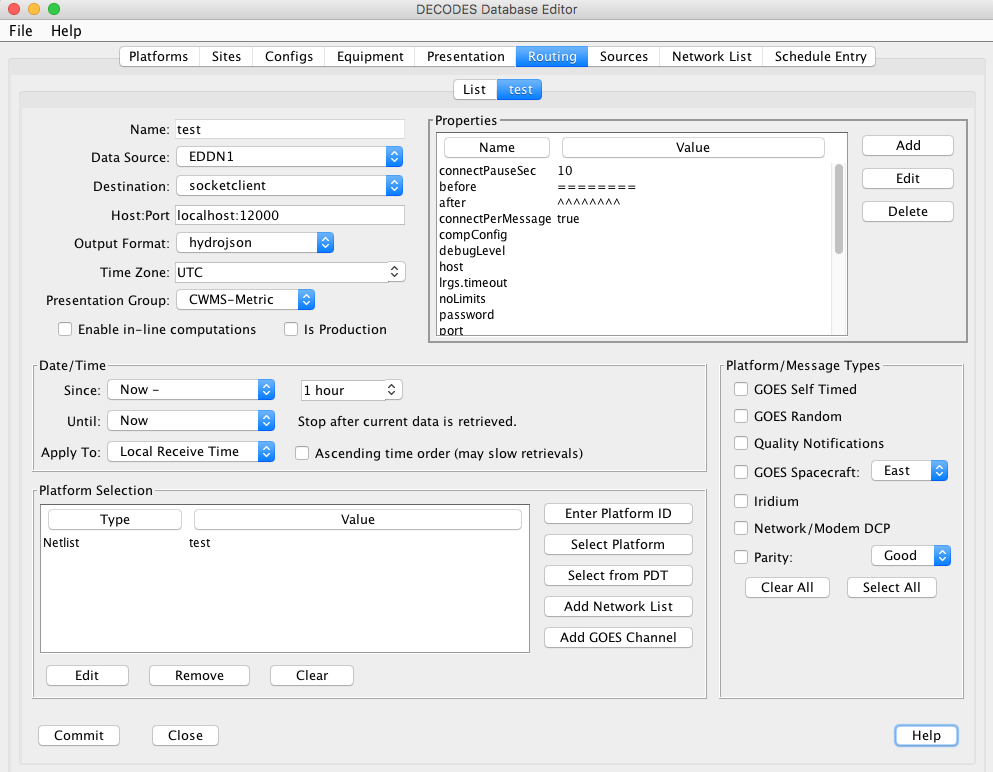 DECODES Database Editor
File Help
Platforms Sites Configs Equipment Presentation Routing Sources Network List Schedule Entry
List test
Name: test
Data Source: EDDN1
Destination: socketclient
Host:Port localhost:12000
Output Format: hydrojson
Time Zone: UTC
Presentation Group: CWMS-Metric
Enable in-line computations Is Production
Properties
Name Value
connectPauseSec 10
before ========
after ^^^^^^^^
connectPerMessage true
compConfig
debugLevel
host
lrgs.timeout
noLimits
password
port
Add
Edit
Delete
Date/Time
Since: Now - 1 hour
Until: Now Stop after current data is retrieved.
Apply To: Local Receive Time Ascending time order (may slow retrievals)
Platform Selection
Type Value
Netlist test
Enter Platform ID
Select Platform
Select from PDT
Add Network List
Add GOES Channel
Edit Remove Clear
Platform/Message Types
GOES Self Timed
GOES Random
Quality Notifications
GOES Spacecraft: East
Iridium
Network/Modem DCP
Parity: Good
Clear All Select All
Commit Close Help